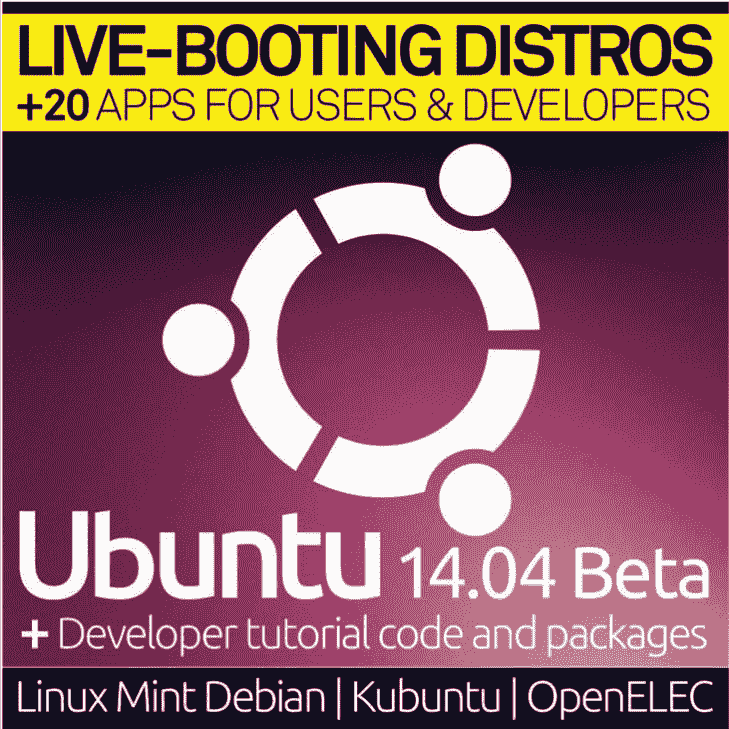 LIVE-BOOTING DISTROS
+20 APPS FOR USERS & DEVELOPERS
Ubuntu 14.04 Beta
+ Developer tutorial code and packages
Linux Mint Debian | Kubuntu | OpenELEC